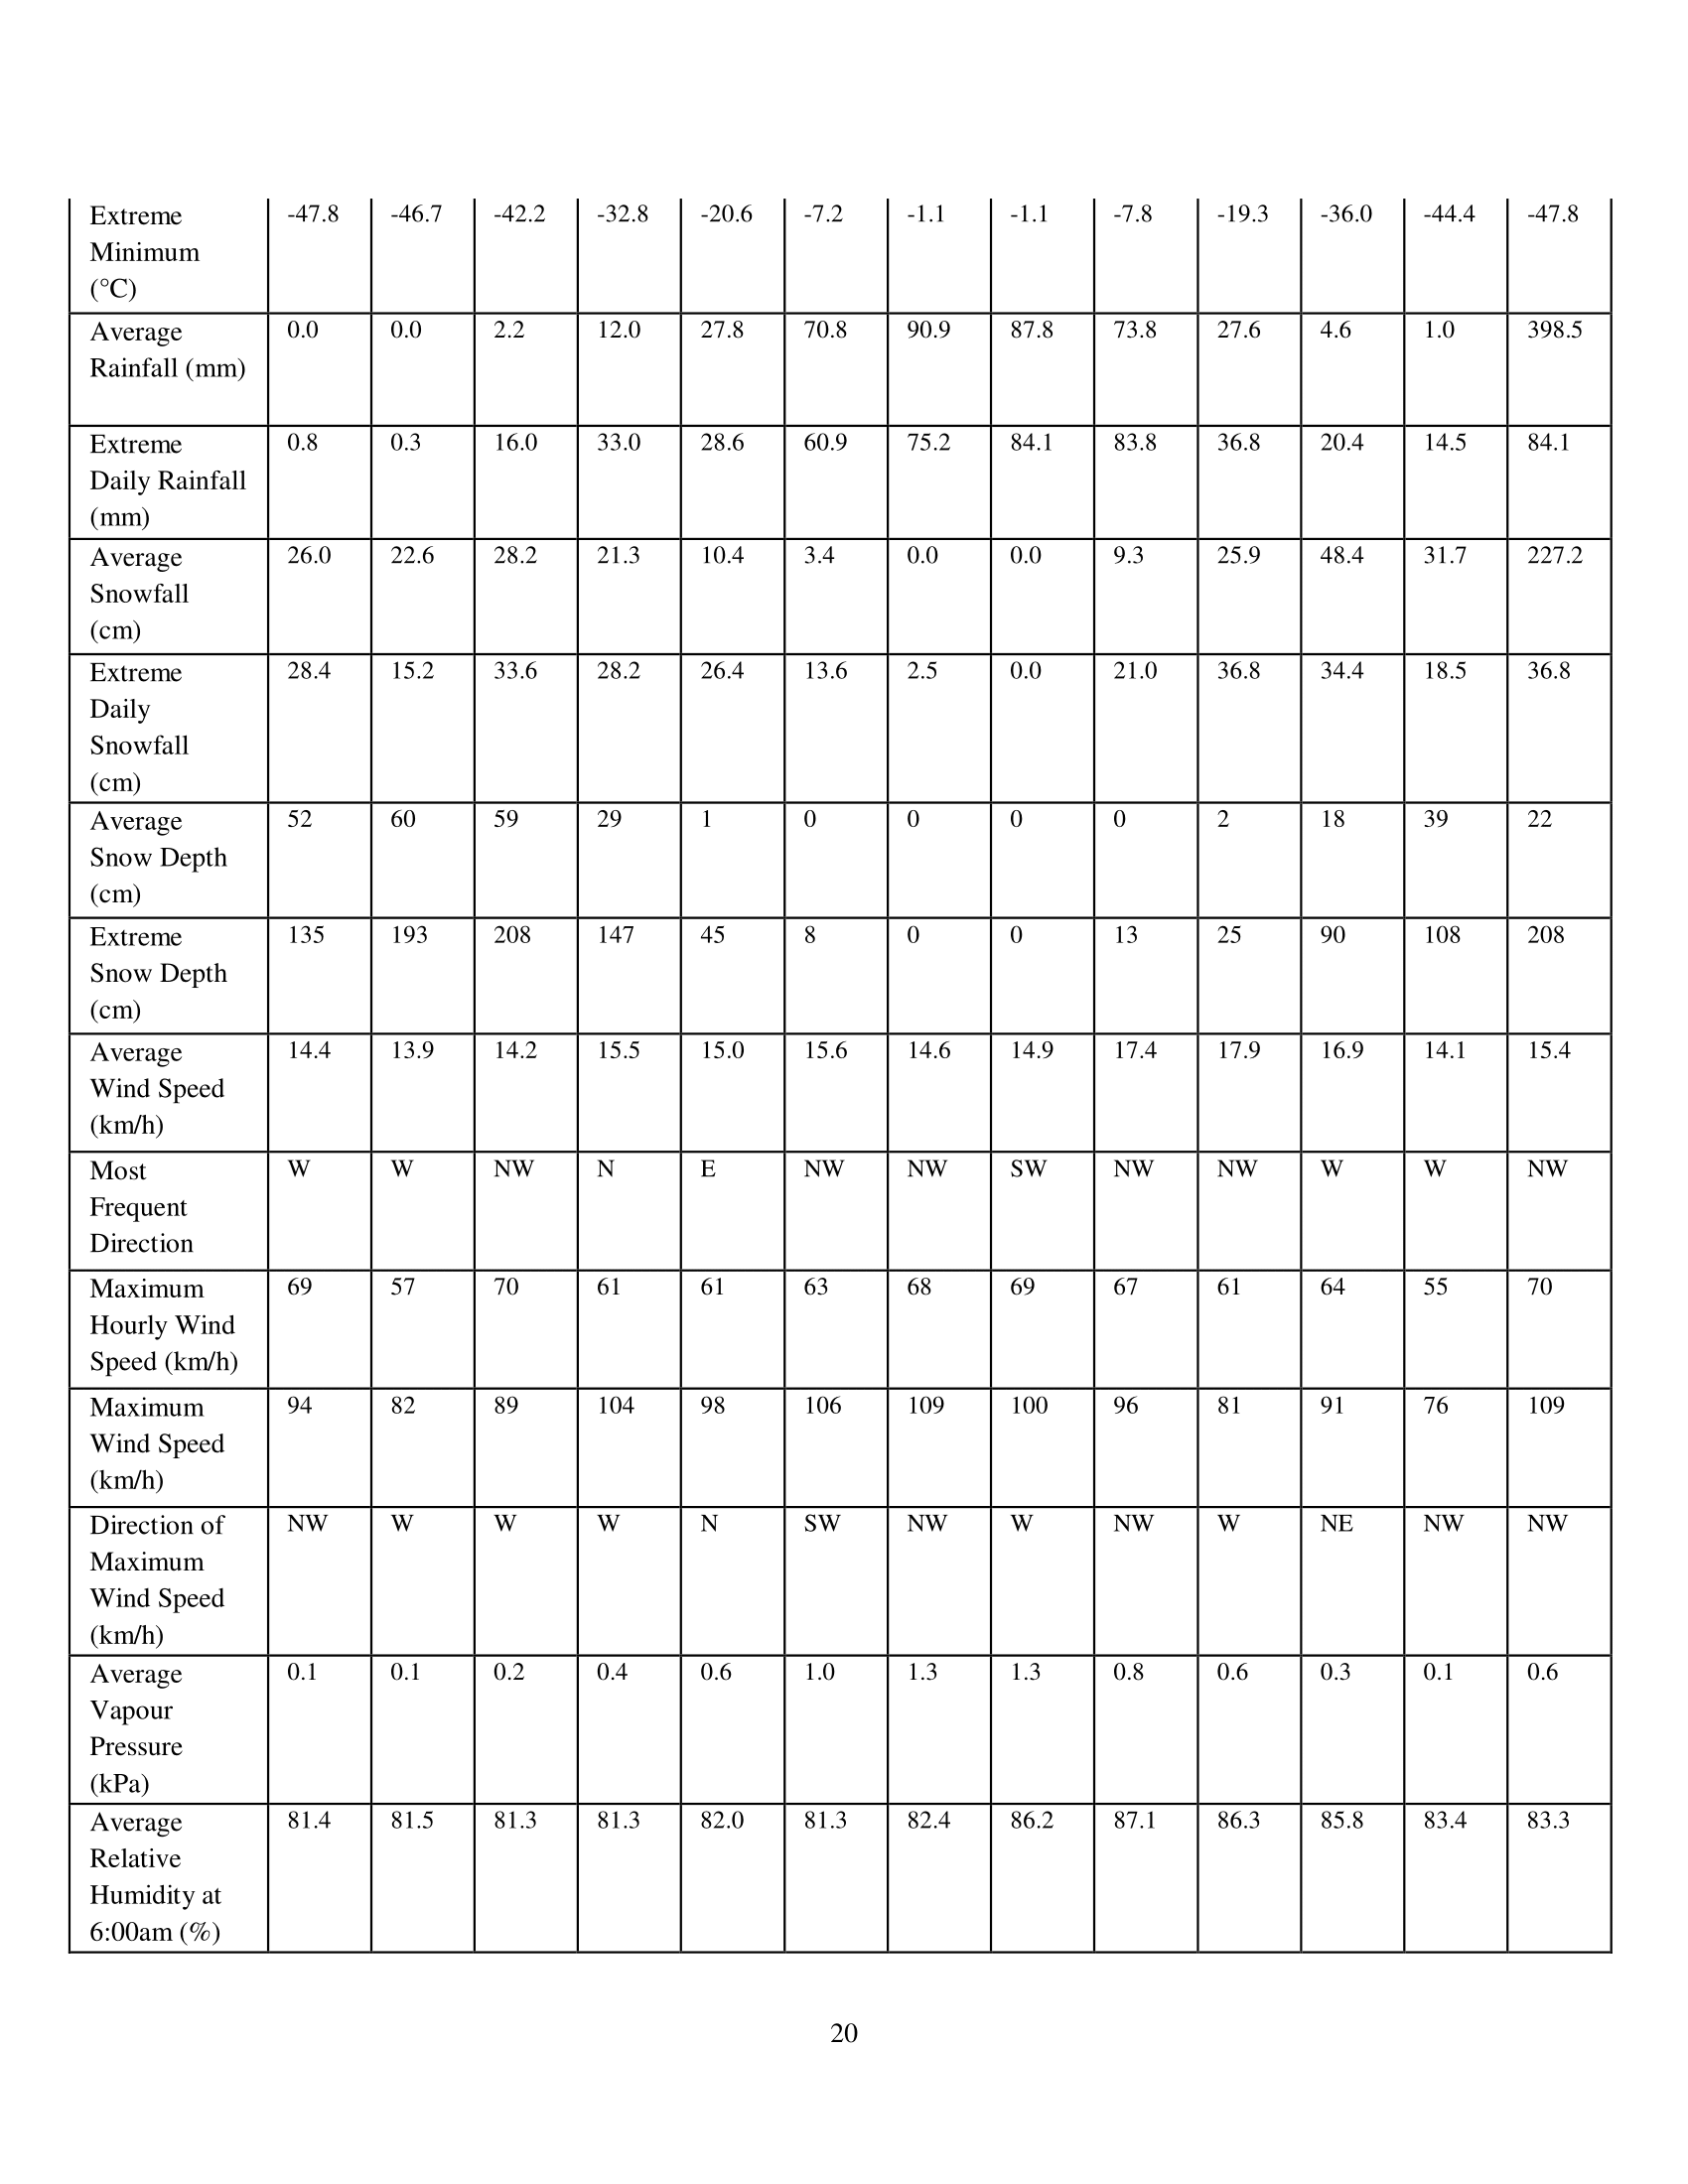 Extreme -47.8 -46.7 -42.2 -32.8 -20.6 -7.2 -1.1 -1.1 -7.8 -19.3 -36.0 -44.4 -47.8
Minimum
(°C)
Average 0.0 0.0 2.2 12.0 27.8 70.8 90.9 87.8 73.8 27.6 4.6 1.0 398.5
Rainfall (mm)
Extreme 0.8 0.3 16.0 33.0 28.6 60.9 75.2 84.1 83.8 36.8 20.4 14.5 84.1
Daily Rainfall
(mm)
Average 26.0 22.6 28.2 21.3 10.4 3.4 0.0 0.0 9.3 25.9 48.4 31.7 227.2
Snowfall
(cm)
Extreme 28.4 15.2 33.6 28.2 26.4 13.6 2.5 0.0 21.0 36.8 34.4 18.5 36.8
Daily
Snowfall
(cm)
Average 52 60 59 29 1 0 0 0 0 2 18 39 22
Snow Depth
(cm)
Extreme 135 193 208 147 45 8 0 0 13 25 90 108 208
Snow Depth
(cm)
Average 14.4 13.9 14.2 15.5 15.0 15.6 14.6 14.9 17.4 17.9 16.9 14.1 15.4
Wind Speed
(km/h)
Most W W NW N E NW NW SW NW NW W W NW
Frequent
Direction
Maximum 69 57 70 61 61 63 68 69 67 61 64 55 70
Hourly Wind
Speed (km/h)
Maximum 94 82 89 104 98 106 109 100 96 81 91 76 109
Wind Speed
(km/h)
Direction of NW W W W N SW NW W NW W NE NW NW
Maximum
Wind Speed
(km/h)
Average 0.1 0.1 0.2 0.4 0.6 1.0 1.3 1.3 0.8 0.6 0.3 0.1 0.6
Vapour
Pressure
(kPa)
Average 81.4 81.5 81.3 81.3 82.0 81.3 82.4 86.2 87.1 86.3 85.8 83.4 83.3
Relative
Humidity at
6:00am (%)
20